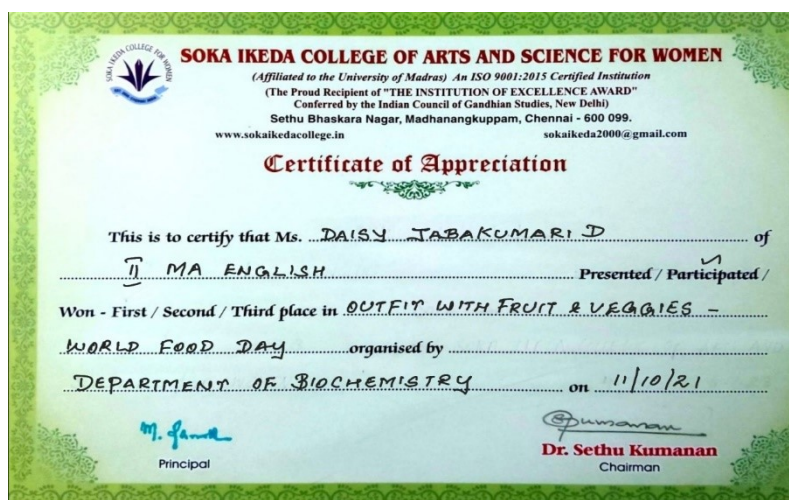 SOKA IKEDA COLLEGE OF ARTS AND SCIENCE FOR WOMEN
(Affiliated to the University of Madras) An ISO 9001:2015 Certified Institution
(The Proud Recipient of "THE INSTITUTION OF EXCELLENCE AWARD"
Conferred by the Indian Council of Gandhian Studies, New Delhi)
Sethu Bhaskara Nagar, Madhanangkuppam, Chennai - 600 099.
www.sokaikedacollege.in sokaikeda2000@gmail.com
Certificate of Appreciation
This is to certify that Ms. DAISY JABAKUMARI D of
II MA ENGLISH Presented / Participated /
Won - First / Second / Third place in OUTFIT WITH FRUIT & VEGGIES -
WORLD FOOD DAY organised by
DEPARTMENT OF BIOCHEMISTRY on 11/10/21
Principal
Dr. Sethu Kumanan
Chairman